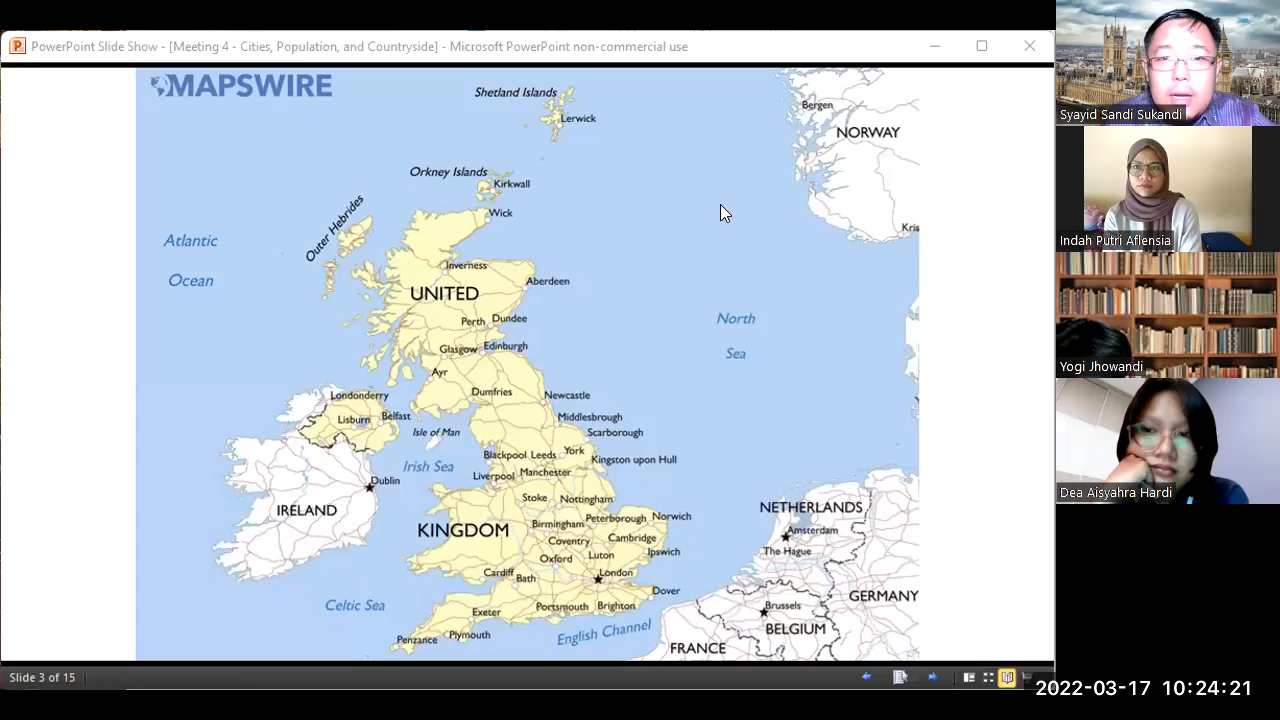 PowerPoint Slide Show - [Meeting 4 - Cities, Population, and Countryside] - Microsoft PowerPoint non-commercial use
MAPSWIRE
Shetland Islands
Lerwick
Bergen
NORWAY
Orkney Islands
Kirkwall
Wick
Outer Hebrides
Kris
Atlantic
Ocean
Inverness
Aberdeen
UNITED
Perth
Dundee
North
Sea
Glasgow
Edinburgh
Ayr
Dumfries
Newcastle
Londonderry
Lisburn
Belfast
Middlesbrough
Isle of Man
Scarborough
Blackpool
Leeds
York
Kingston upon Hull
Irish Sea
Liverpool
Manchester
Dublin
Stoke
Nottingham
IRELAND
KINGDOM
Birmingham
Peterborough
Norwich
NETHERLANDS
Coventry
Cambridge
Amsterdam
Oxford
Luton
Ipswich
The Hague
Cardiff
Bath
London
Dover
GERMANY
Celtic Sea
Exeter
Portsmouth
Brighton
Brussels
Penzance
Plymouth
English Channel
BELGIUM
FRANCE
Slide 3 of 15
Syayid Sandi Sukandi
Indah Putri Aflensia
Yogi Jhowandi
Dea Aisyahra Hardi
2022-03-17 10:24:21